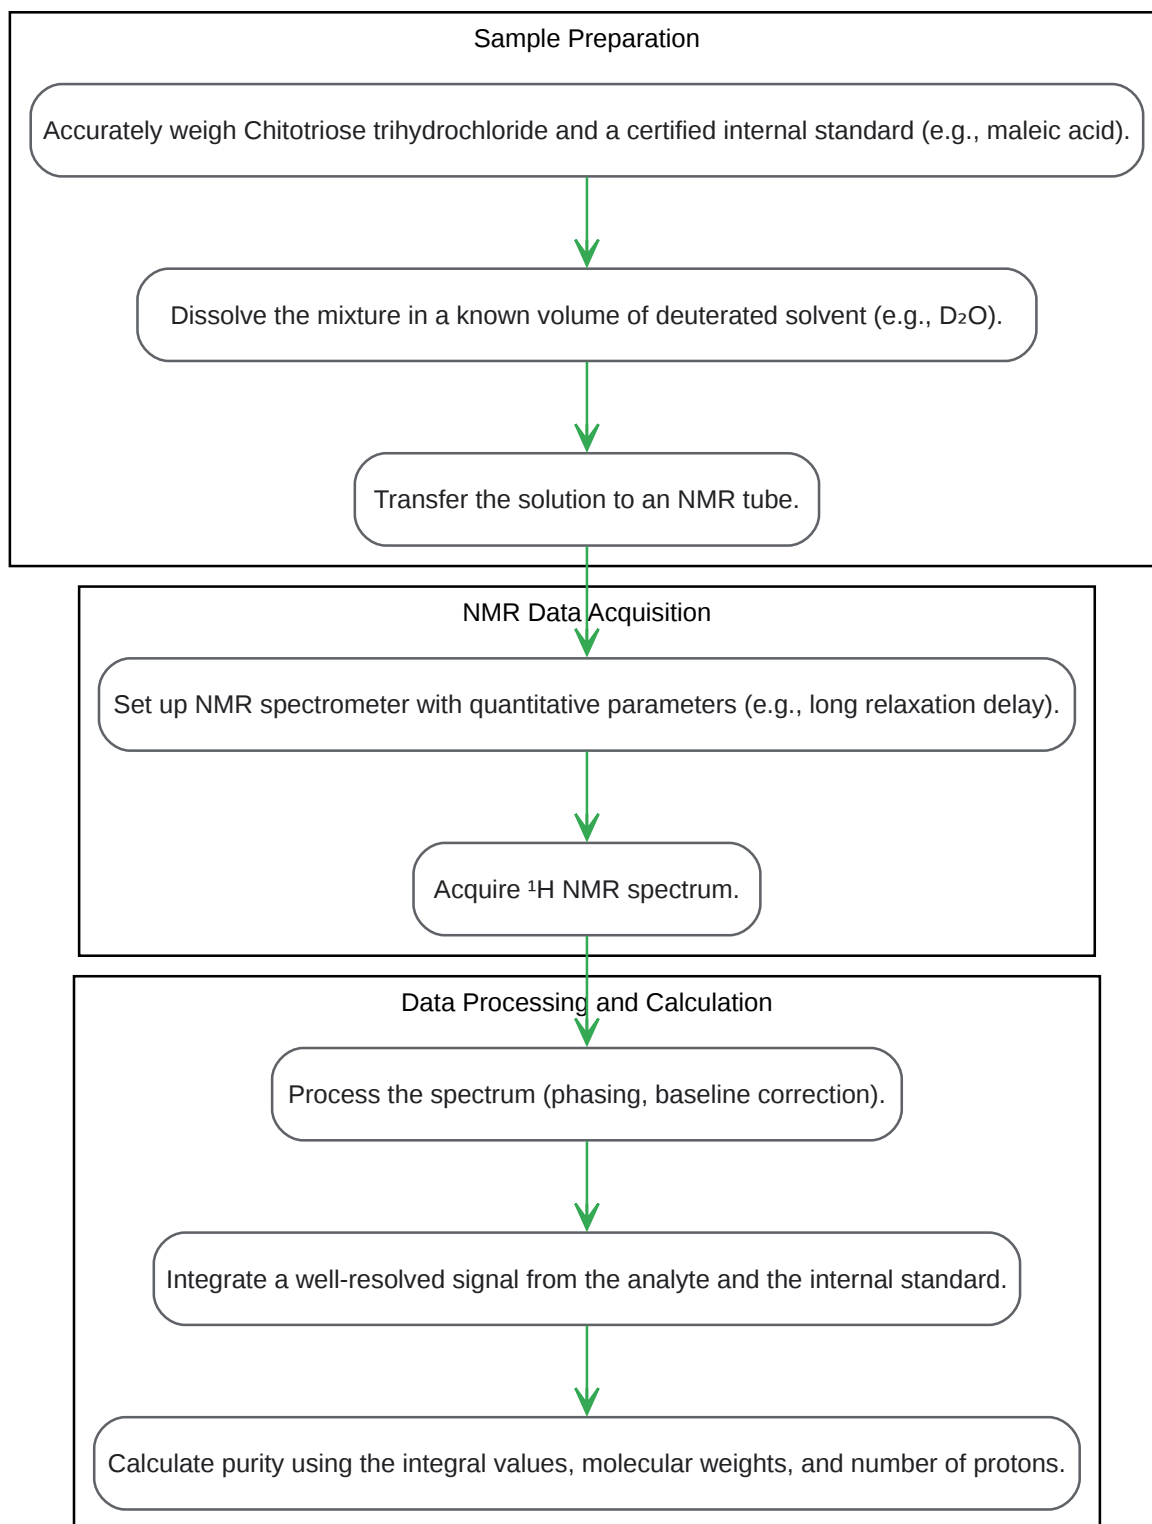 Sample Preparation
Accurately weigh Chitotriose trihydrochloride and a certified internal standard (e.g., maleic acid).
Dissolve the mixture in a known volume of deuterated solvent (e.g., D₂O).
Transfer the solution to an NMR tube.
NMR Data Acquisition
Set up NMR spectrometer with quantitative parameters (e.g., long relaxation delay).
Acquire ¹H NMR spectrum.
Data Processing and Calculation
Process the spectrum (phasing, baseline correction).
Integrate a well-resolved signal from the analyte and the internal standard.
Calculate purity using the integral values, molecular weights, and number of protons.